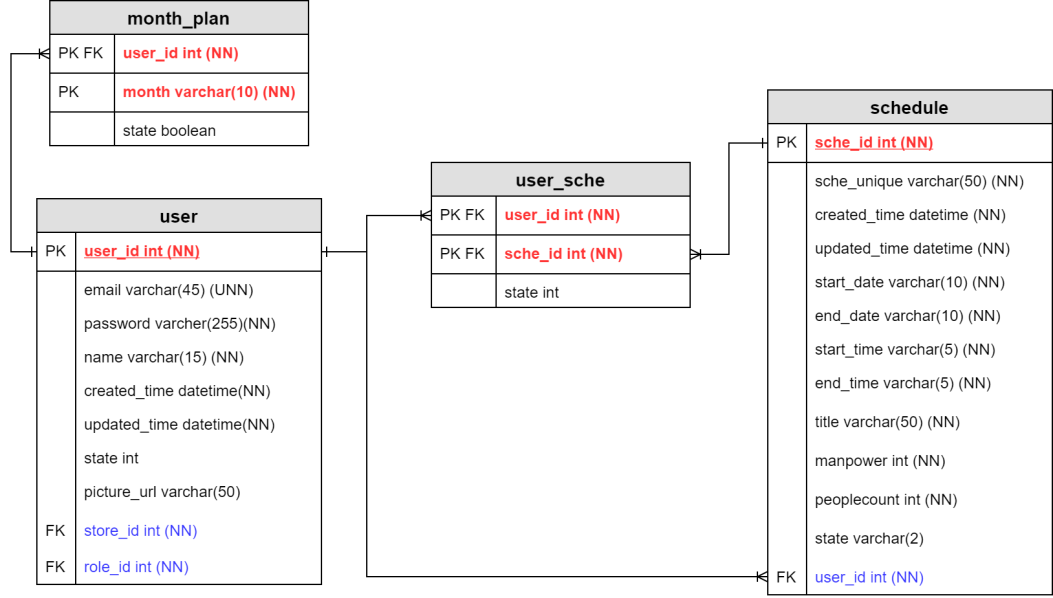 month_plan
PK FK user_id int (NN)
PK month varchar(10) (NN)
state boolean
user
PK user_id int (NN)
email varchar(45) (UNN)
password varcher(255)(NN)
name varchar(15) (NN)
created_time datetime(NN)
updated_time datetime(NN)
state int
picture_url varchar(50)
FK store_id int (NN)
FK role_id int (NN)
user_sche
PK FK user_id int (NN)
PK FK sche_id int (NN)
state int
schedule
PK sche_id int (NN)
sche_unique varchar(50) (NN)
created_time datetime (NN)
updated_time datetime (NN)
start_date varchar(10) (NN)
end_date varchar(10) (NN)
start_time varchar(5) (NN)
end_time varchar(5) (NN)
title varchar(50) (NN)
manpower int (NN)
peoplecount int (NN)
state varchar(2)
FK user_id int (NN)